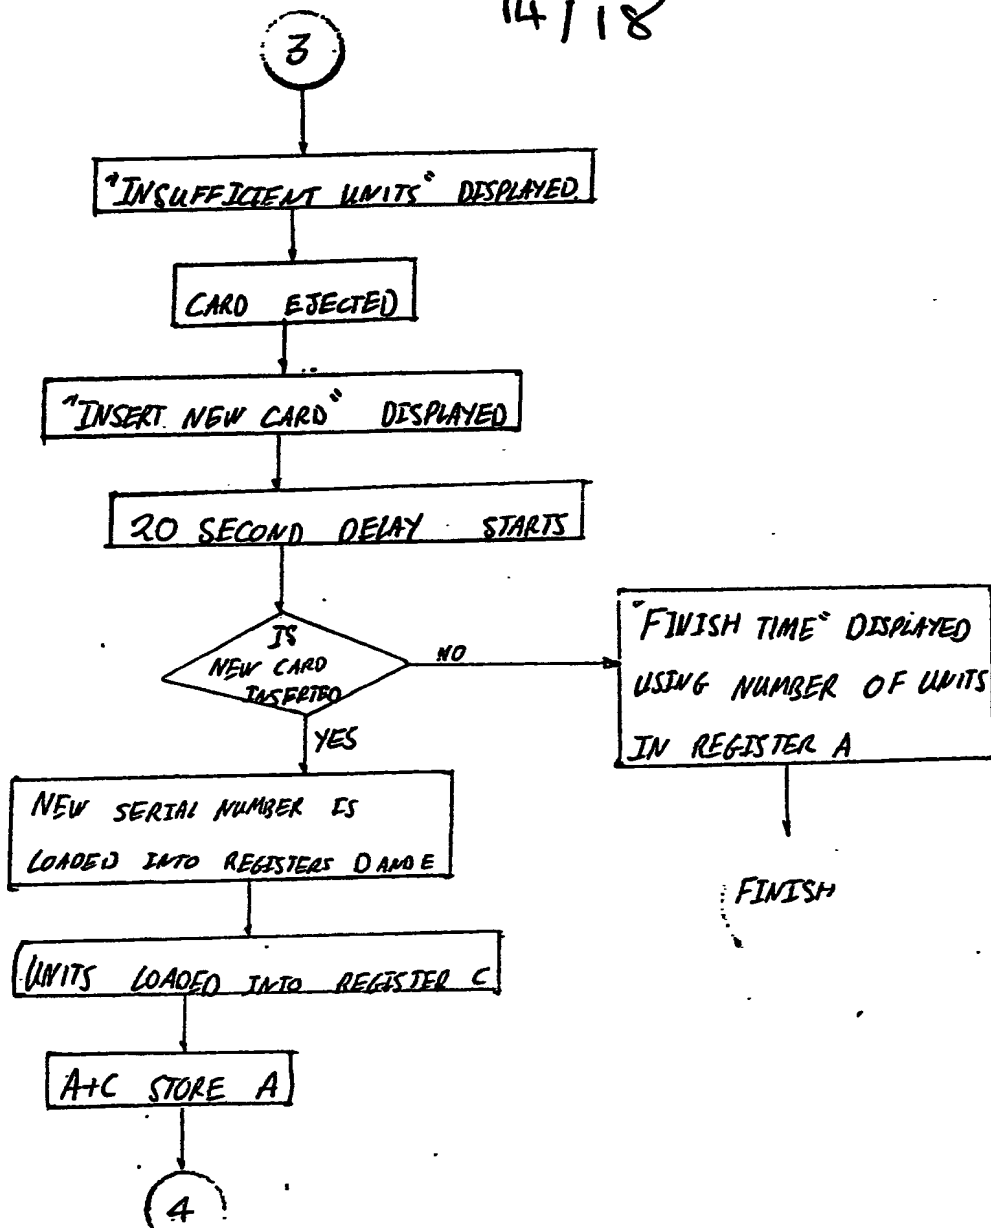 14/18
3
"INSUFFICIENT UNITS" DISPLAYED.
CARD EJECTED
"INSERT NEW CARD" DISPLAYED
20 SECOND DELAY STARTS
IS
NEW CARD
INSERTED
NO
"FINISH TIME" DISPLAYED
USING NUMBER OF UNITS
IN REGISTER A
FINISH
YES
NEW SERIAL NUMBER IS
LOADED INTO REGISTERS D AND E
UNITS LOADED INTO REGISTER C
A+C STORE A
4